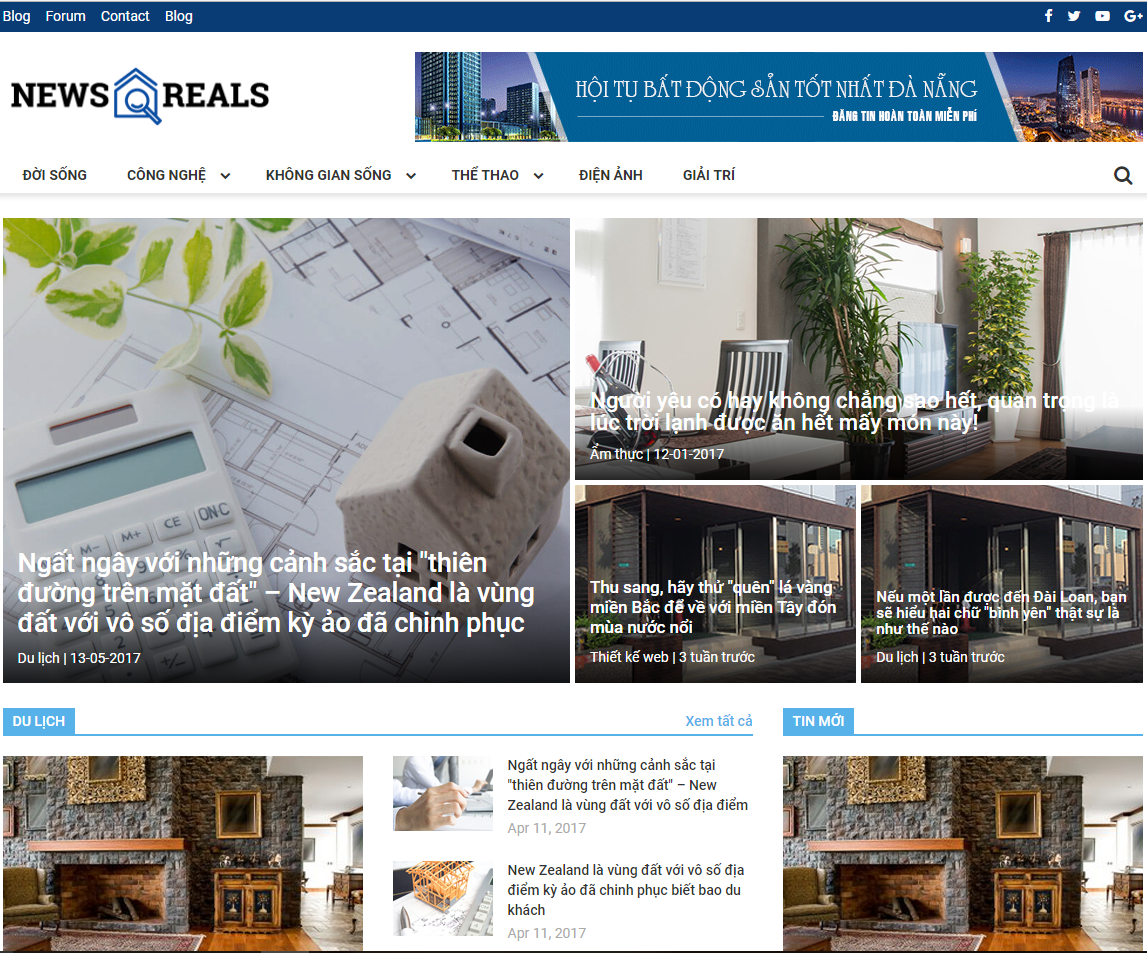 Blog Forum Contact Blog
NEWS REALS
HỘI TỤ BẤT ĐỘNG SẢN TỐT NHẤT ĐÀ NẴNG
ĐĂNG TIN HOÀN TOÀN MIỄN PHÍ
ĐỜI SỐNG CÔNG NGHỆ KHÔNG GIAN SỐNG THỂ THAO ĐIỆN ẢNH GIẢI TRÍ
M− M+ CE ON·C
Ngất ngây với những cảnh sắc tại "thiên
đường trên mặt đất" – New Zealand là vùng
đất với vô số địa điểm kỳ ảo đã chinh phục
Du lịch | 13-05-2017
Người yêu có hay không chẳng sao hết, quan trọng là
lúc trời lạnh được ăn hết mấy món này!
Ẩm thực | 12-01-2017
Thu sang, hãy thử "quên" lá vàng
miền Bắc để về với miền Tây đón
mùa nước nổi
Thiết kế web | 3 tuần trước
Nếu một lần được đến Đài Loan, bạn
sẽ hiểu hai chữ "bình yên" thật sự là
như thế nào
Du lịch | 3 tuần trước
DU LỊCH Xem tất cả
Ngất ngây với những cảnh sắc tại
"thiên đường trên mặt đất" – New
Zealand là vùng đất với vô số địa điểm
Apr 11, 2017
New Zealand là vùng đất với vô số địa
điểm kỳ ảo đã chinh phục biết bao du
khách
Apr 11, 2017
TIN MỚI